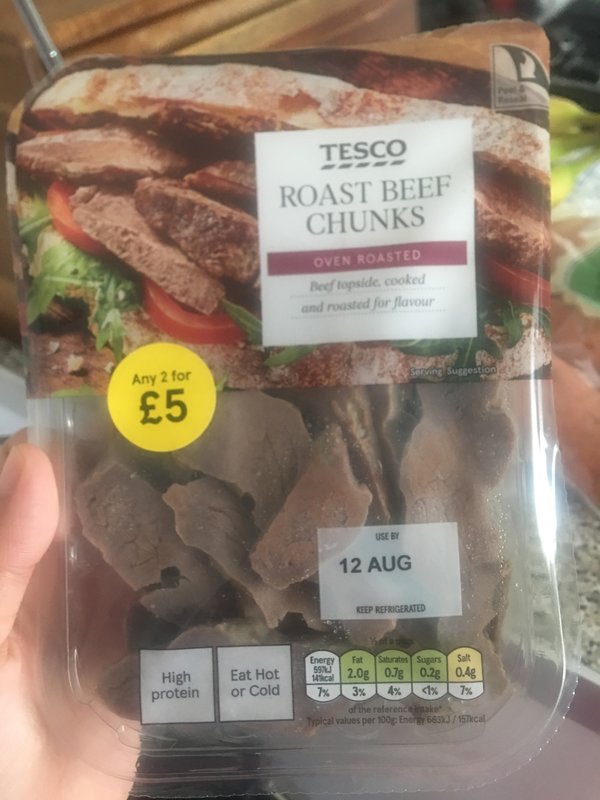 Peel &
Reseal
TESCO
ROAST BEEF
CHUNKS
OVEN ROASTED
Beef topside, cooked
and roasted for flavour
Serving Suggestion
Any 2 for
£5
USE BY
12 AUG
KEEP REFRIGERATED
High
protein
Eat Hot
or Cold
Energy
597kJ
141kcal
7%
Fat
2.0g
3%
Saturates
0.7g
4%
Sugars
0.2g
<1%
Salt
0.4g
7%
of the reference intake*
Typical values per 100g: Energy 663kJ / 157kcal